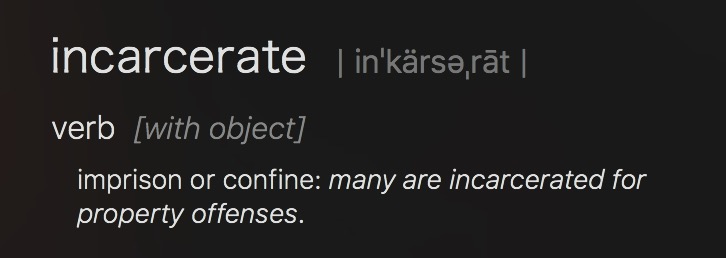 incarcerate | inˈkärsəˌrāt |
verb [with object]
imprison or confine: many are incarcerated for
property offenses.